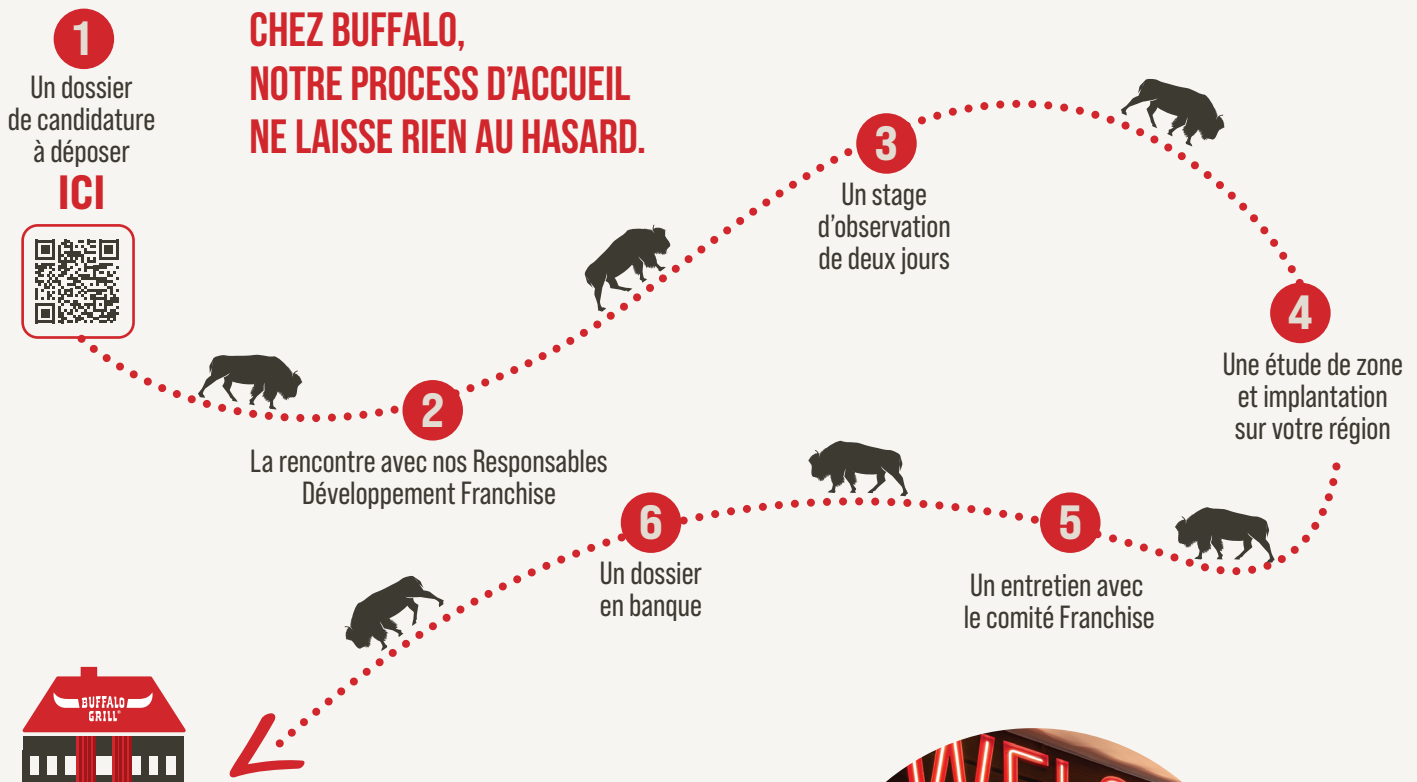 CHEZ BUFFALO,
NOTRE PROCESS D'ACCUEIL
NE LAISSE RIEN AU HASARD.
1
Un dossier
de candidature
à déposer
ICI
2
La rencontre avec nos Responsables
Développement Franchise
3
Un stage
d'observation
de deux jours
4
Une étude de zone
et implantation
sur votre région
5
Un entretien avec
le comité Franchise
6
Un dossier
en banque
BUFFALO
GRILL®